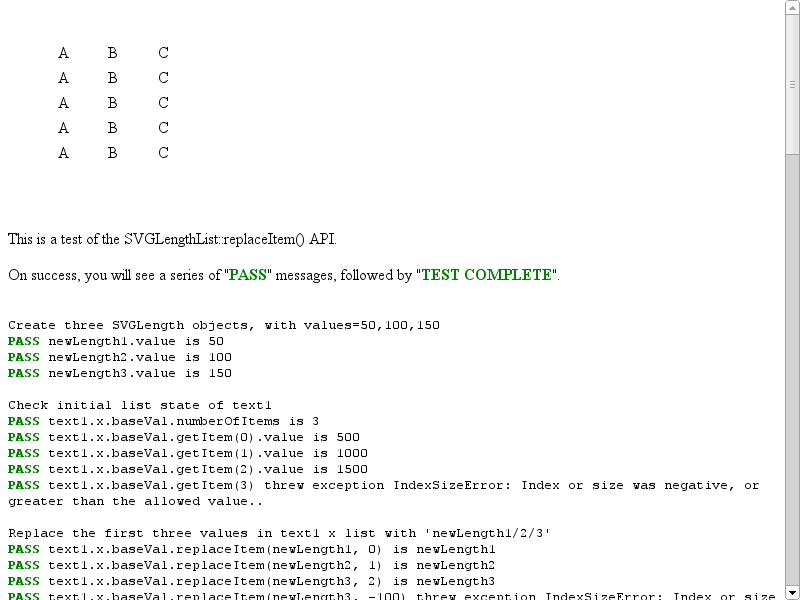 A B C
A B C
A B C
A B C
A B C
This is a test of the SVGLengthList::replaceItem() API.
On success, you will see a series of "PASS" messages, followed by "TEST COMPLETE".
Create three SVGLength objects, with values=50,100,150
PASS newLength1.value is 50
PASS newLength2.value is 100
PASS newLength3.value is 150
Check initial list state of text1
PASS text1.x.baseVal.numberOfItems is 3
PASS text1.x.baseVal.getItem(0).value is 500
PASS text1.x.baseVal.getItem(1).value is 1000
PASS text1.x.baseVal.getItem(2).value is 1500
PASS text1.x.baseVal.getItem(3) threw exception IndexSizeError: Index or size was negative, or
greater than the allowed value..
Replace the first three values in text1 x list with 'newLength1/2/3'
PASS text1.x.baseVal.replaceItem(newLength1, 0) is newLength1
PASS text1.x.baseVal.replaceItem(newLength2, 1) is newLength2
PASS text1.x.baseVal.replaceItem(newLength3, 2) is newLength3
PASS text1.x.baseVal.replaceItem(newLength3, -100) threw exception IndexSizeError: Index or size